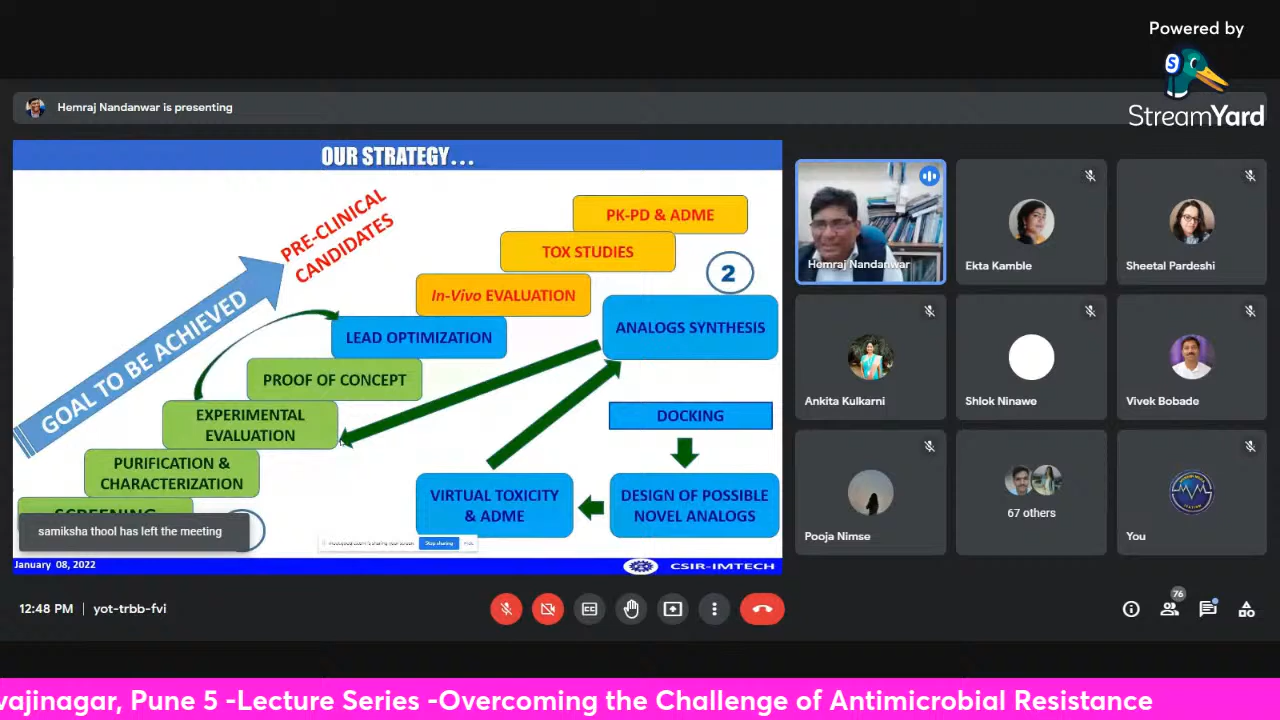 Powered by
StreamYard
Hemraj Nandanwar is presenting
OUR STRATEGY...
PRE-CLINICAL
CANDIDATES
GOAL TO BE ACHIEVED
PK-PD & ADME
TOX STUDIES
In-Vivo EVALUATION
LEAD OPTIMIZATION
PROOF OF CONCEPT
EXPERIMENTAL
EVALUATION
PURIFICATION &
CHARACTERIZATION
SCREENING
samiksha thool has left the meeting
2
ANALOGS SYNTHESIS
DOCKING
DESIGN OF POSSIBLE
NOVEL ANALOGS
VIRTUAL TOXICITY
& ADME
Stop sharing
January 08, 2022
CSIR-IMTECH
Hemraj Nandanwar
Ekta Kamble
Sheetal Pardeshi
Ankita Kulkarni
Shlok Ninawe
Vivek Bobade
Pooja Nimse
67 others
You
12:48 PM | yot-trbb-fvi
76
vajinagar, Pune 5 -Lecture Series -Overcoming the Challenge of Antimicrobial Resistance